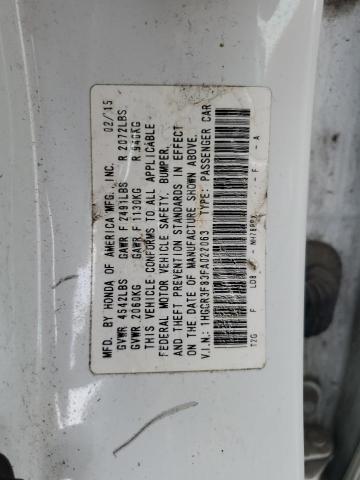 MFD. BY HONDA OF AMERICA MFG., INC. 02/15
GVWR 4542LBS GAWR F 2491LBS R 2072LBS
GVWR 2060KG GAWR F 1130KG R 940KG
THIS VEHICLE CONFORMS TO ALL APPLICABLE
FEDERAL MOTOR VEHICLE SAFETY, BUMPER,
AND THEFT PREVENTION STANDARDS IN EFFECT
ON THE DATE OF MANUFACTURE SHOWN ABOVE.
V.I.N.: 1HGCR3F83FA022063 TYPE: PASSENGER CAR
T2G F LD8 - - F - A